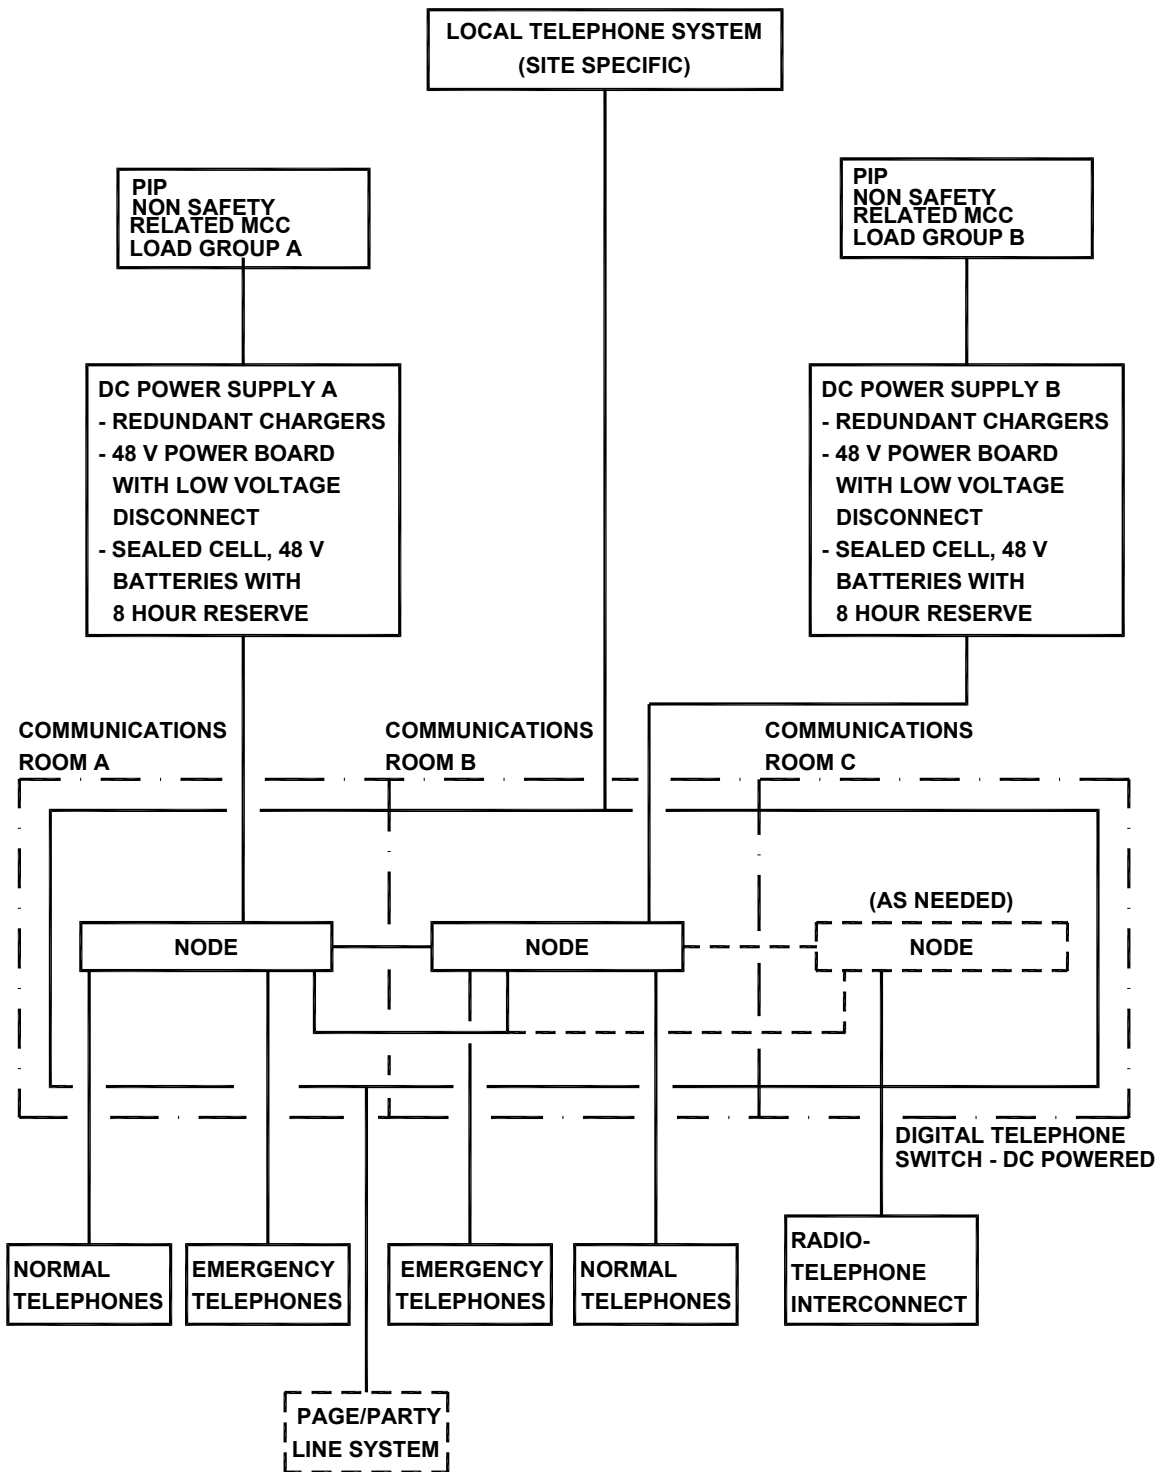 LOCAL TELEPHONE SYSTEM
(SITE SPECIFIC)
PIP
NON SAFETY
RELATED MCC
LOAD GROUP A
PIP
NON SAFETY
RELATED MCC
LOAD GROUP B
DC POWER SUPPLY A
- REDUNDANT CHARGERS
- 48 V POWER BOARD
WITH LOW VOLTAGE
DISCONNECT
- SEALED CELL, 48 V
BATTERIES WITH
8 HOUR RESERVE
DC POWER SUPPLY B
- REDUNDANT CHARGERS
- 48 V POWER BOARD
WITH LOW VOLTAGE
DISCONNECT
- SEALED CELL, 48 V
BATTERIES WITH
8 HOUR RESERVE
COMMUNICATIONS
ROOM A
COMMUNICATIONS
ROOM B
COMMUNICATIONS
ROOM C
(AS NEEDED)
NODE
NODE
NODE
DIGITAL TELEPHONE
SWITCH - DC POWERED
NORMAL
TELEPHONES
EMERGENCY
TELEPHONES
EMERGENCY
TELEPHONES
NORMAL
TELEPHONES
RADIO-
TELEPHONE
INTERCONNECT
PAGE/PARTY
LINE SYSTEM